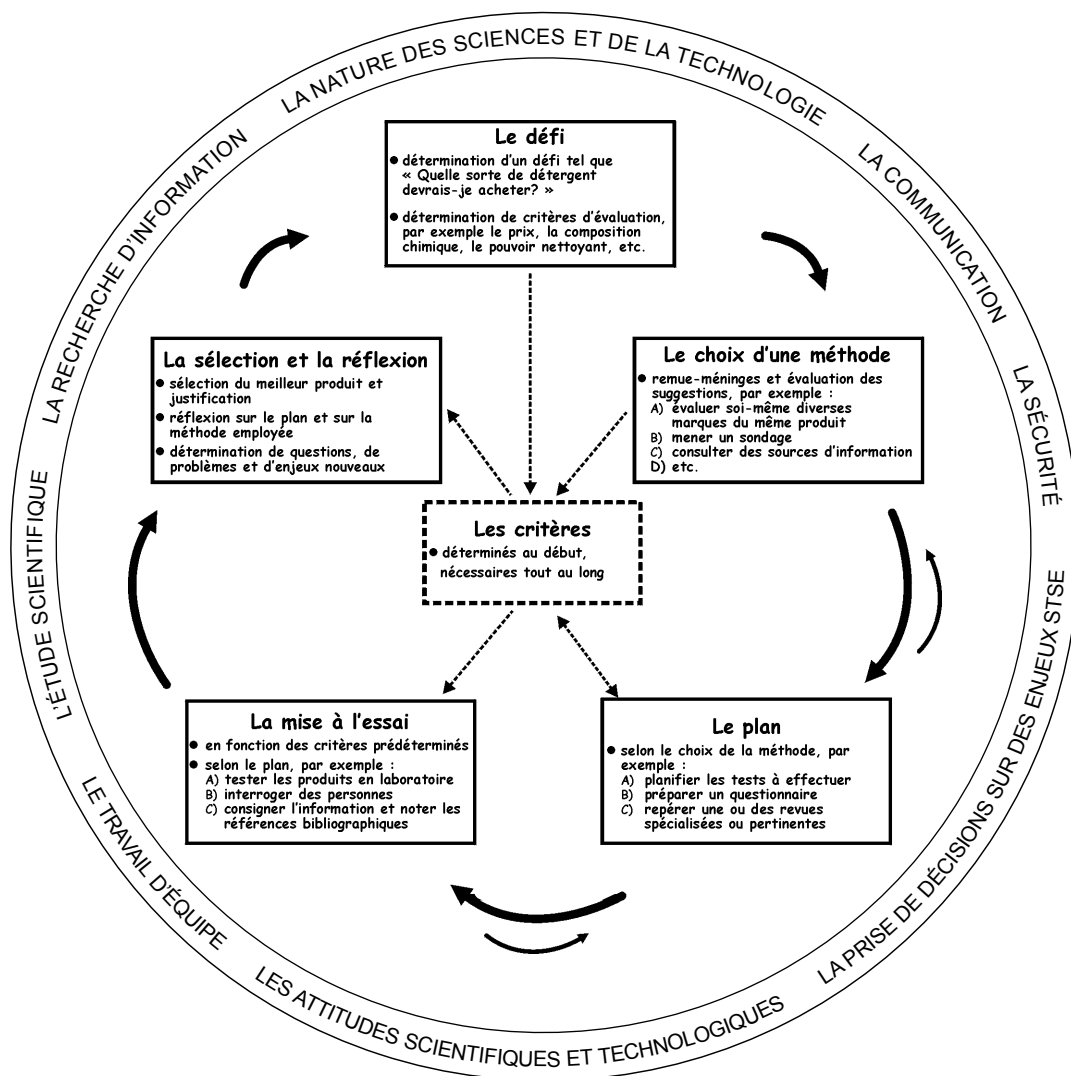 LA NATURE DES SCIENCES ET DE LA TECHNOLOGIE
LA COMMUNICATION
LA SÉCURITÉ
LA PRISE DE DÉCISIONS SUR DES ENJEUX STSE
LES ATTITUDES SCIENTIFIQUES ET TECHNOLOGIQUES
LE TRAVAIL D'ÉQUIPE
L'ÉTUDE SCIENTIFIQUE
LA RECHERCHE D'INFORMATION
Le défi
● détermination d'un défi tel que
« Quelle sorte de détergent
devrais-je acheter? »
● détermination de critères d'évaluation,
par exemple le prix, la composition
chimique, le pouvoir nettoyant, etc.
Le choix d'une méthode
● remue-méninges et évaluation des
suggestions, par exemple :
A) évaluer soi-même diverses
marques du même produit
B) mener un sondage
C) consulter des sources d'information
D) etc.
Le plan
● selon le choix de la méthode, par
exemple :
A) planifier les tests à effectuer
B) préparer un questionnaire
C) repérer une ou des revues
spécialisées ou pertinentes
La mise à l'essai
● en fonction des critères prédéterminés
● selon le plan, par exemple :
A) tester les produits en laboratoire
B) interroger des personnes
C) consigner l'information et noter les
références bibliographiques
La sélection et la réflexion
● sélection du meilleur produit et
justification
● réflexion sur le plan et sur la
méthode employée
● détermination de questions, de
problèmes et d'enjeux nouveaux
Les critères
● déterminés au début,
nécessaires tout au long